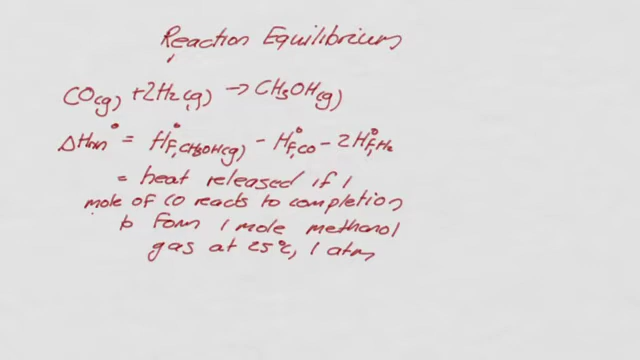 Reaction Equilibrium
CO(g) + 2H2(g) → CH3OH(g)
ΔHrxn° = H°F,CH3OH(g) - H°F,CO - 2H°F,H2
= heat released if 1
mole of CO reacts to completion
to form 1 mole methanol
gas at 25°C, 1 atm